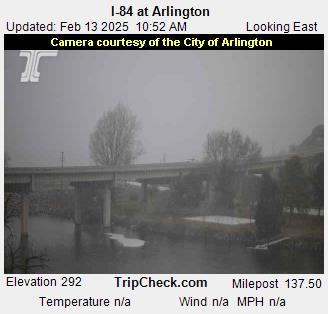 I-84 at Arlington
Updated: Feb 13 2025 10:52 AM Looking East
Camera courtesy of the City of Arlington
Elevation 292 TripCheck.com Milepost 137.50
Temperature n/a Wind n/a MPH n/a